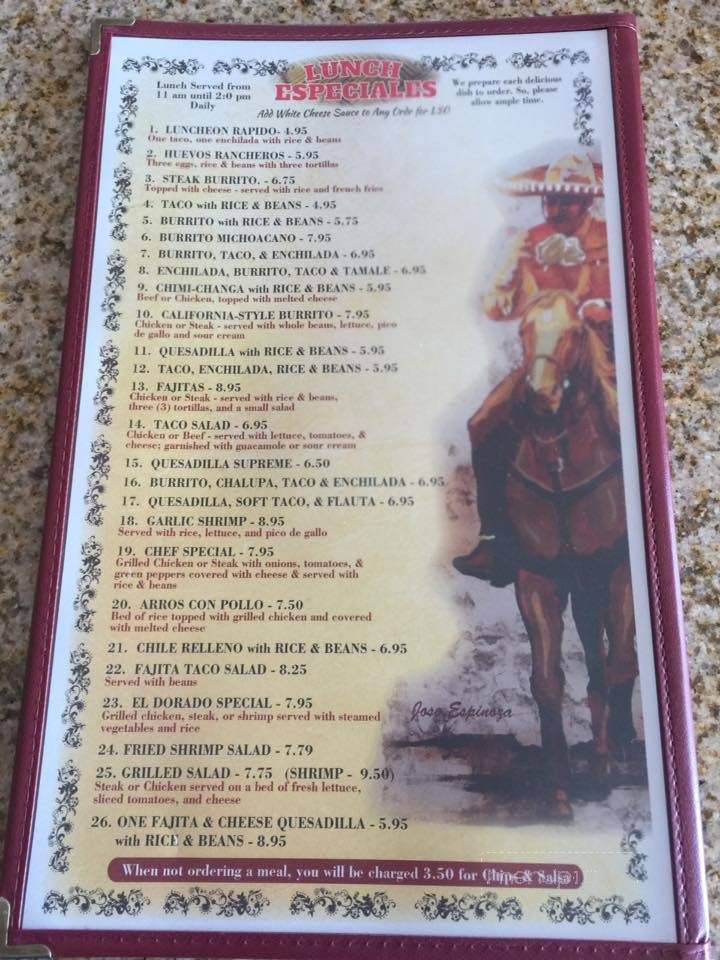 LUNCH
ESPECIALES
Lunch Served from
11 am until 2:0 pm
Daily
We prepare each delicious
dish to order. So, please
allow ample time.
Add White Cheese Sauce to Any Order for 1.50
1. LUNCHEON RAPIDO- 4.95
One taco, one enchilada with rice & beans
2. HUEVOS RANCHEROS - 5.95
Three eggs, rice & beans with three tortillas
3. STEAK BURRITO. - 6.75
Topped with cheese - served with rice and french fries
4. TACO with RICE & BEANS - 4.95
5. BURRITO with RICE & BEANS - 5.75
6. BURRITO MICHOACANO - 7.95
7. BURRITO, TACO, & ENCHILADA - 6.95
8. ENCHILADA, BURRITO, TACO & TAMALE - 6.95
9. CHIMI-CHANGA with RICE & BEANS - 5.95
Beef or Chicken, topped with melted cheese
10. CALIFORNIA-STYLE BURRITO - 7.95
Chicken or Steak - served with whole beans, lettuce, pico
de gallo and sour cream
11. QUESADILLA with RICE & BEANS - 5.95
12. TACO, ENCHILADA, RICE & BEANS - 5.95
13. FAJITAS - 8.95
Chicken or Steak - served with rice & beans,
three (3) tortillas, and a small salad
14. TACO SALAD - 6.95
Chicken or Beef - served with lettuce, tomatoes, &
cheese; garnished with guacamole or sour cream
15. QUESADILLA SUPREME - 6.50
16. BURRITO, CHALUPA, TACO & ENCHILADA - 6.95
17. QUESADILLA, SOFT TACO, & FLAUTA - 6.95
18. GARLIC SHRIMP - 8.95
Served with rice, lettuce, and pico de gallo
19. CHEF SPECIAL - 7.95
Grilled Chicken or Steak with onions, tomatoes, &
green peppers covered with cheese & served with
rice & beans
20. ARROS CON POLLO - 7.50
Bed of rice topped with grilled chicken and covered
with melted cheese
21. CHILE RELLENO with RICE & BEANS - 6.95
22. FAJITA TACO SALAD - 8.25
Served with beans
23. EL DORADO SPECIAL - 7.95
Grilled chicken, steak, or shrimp served with steamed
vegetables and rice
Jose Espinoza
24. FRIED SHRIMP SALAD - 7.79
25. GRILLED SALAD - 7.75 (SHRIMP - 9.50)
Steak or Chicken served on a bed of fresh lettuce,
sliced tomatoes, and cheese
26. ONE FAJITA & CHEESE QUESADILLA - 5.95
with RICE & BEANS - 8.95
When not ordering a meal, you will be charged 3.50 for Chips & Salsa